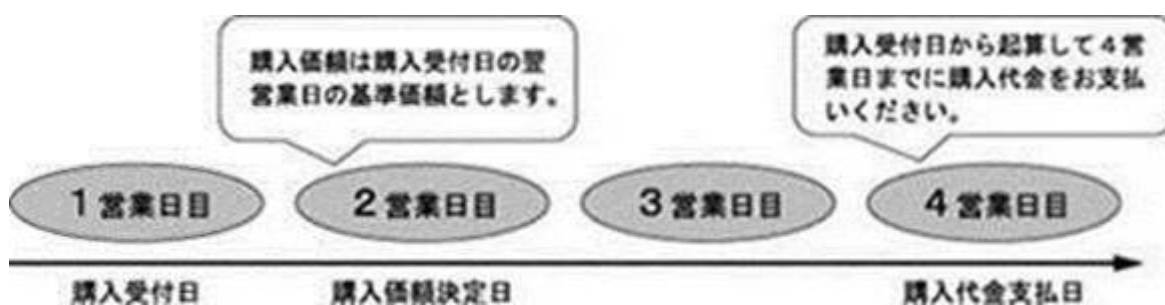 購入価額は購入受付日の翌
営業日の基準価額とします。
購入受付日から起算して4営
業日までに購入代金をお支払
いください。
1営業日目
2営業日目
3営業日目
4営業日目
購入受付日
購入価額決定日
購入代金支払日